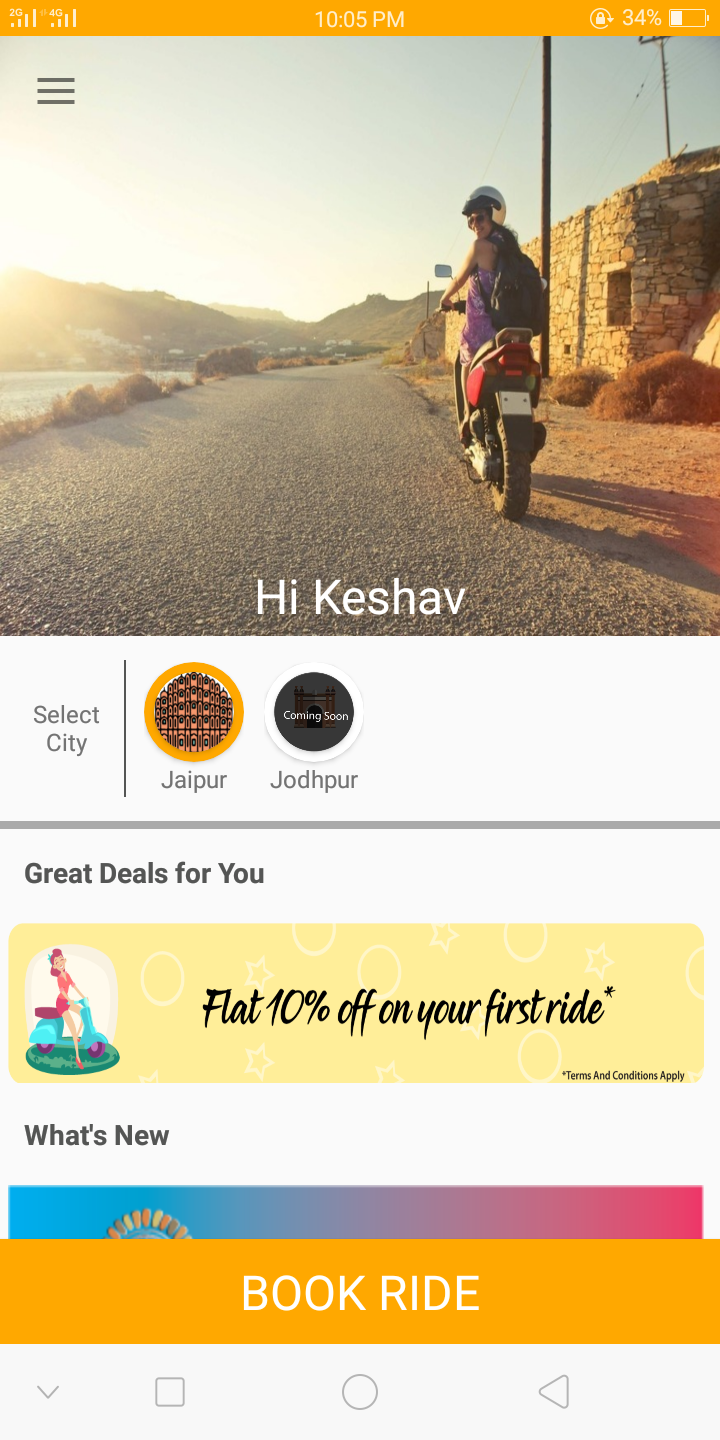 2G 4G 10:05 PM 34%
Hi Keshav
Select
City
Coming Soon
Jaipur
Jodhpur
Great Deals for You
Flat 10% off on your first ride*
*Terms And Conditions Apply
What's New
BOOK RIDE